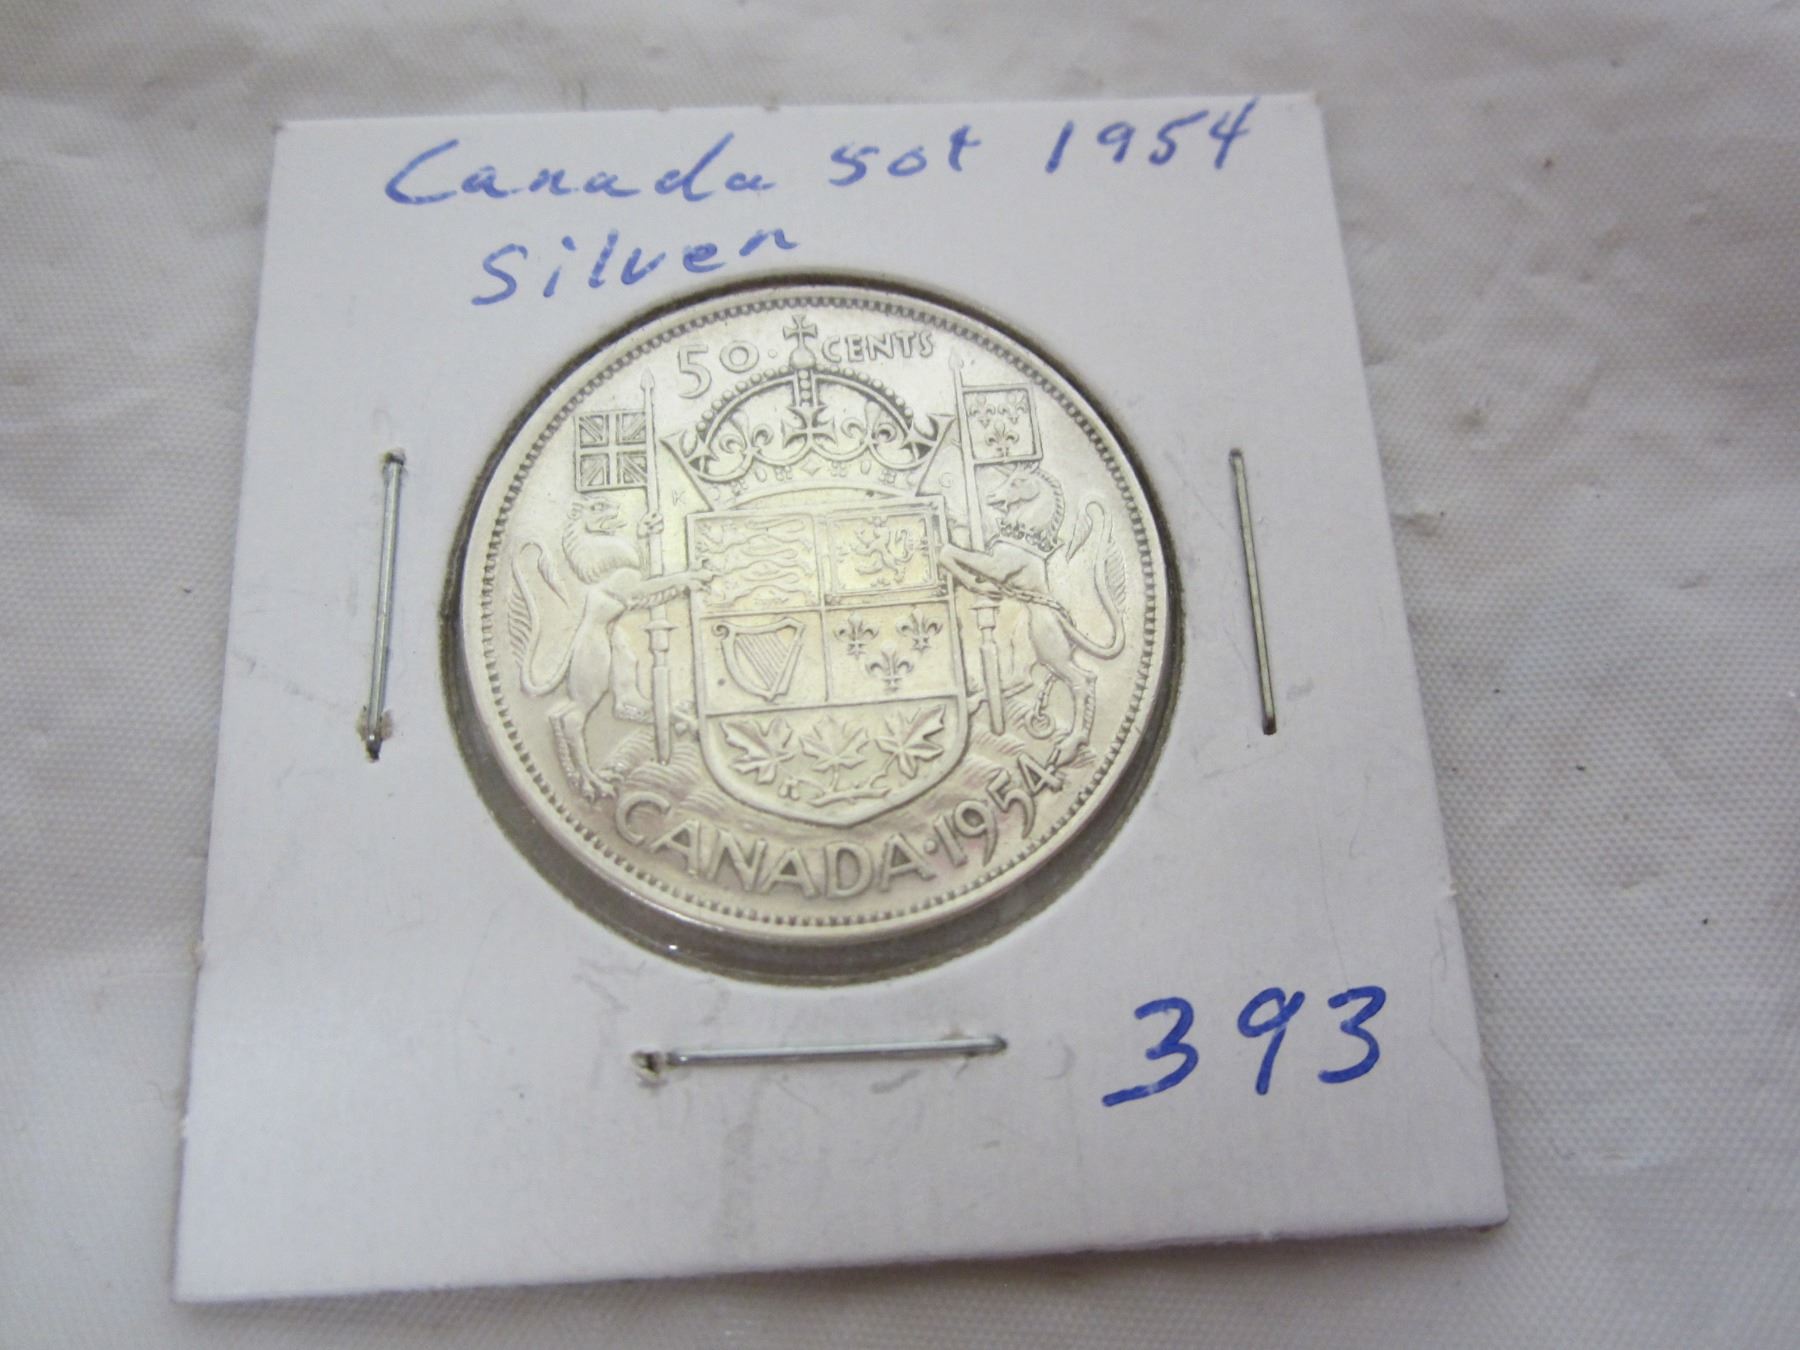 Canada 50¢ 1954
Silver
50 · CENTS
K G
CANADA · 1954
393